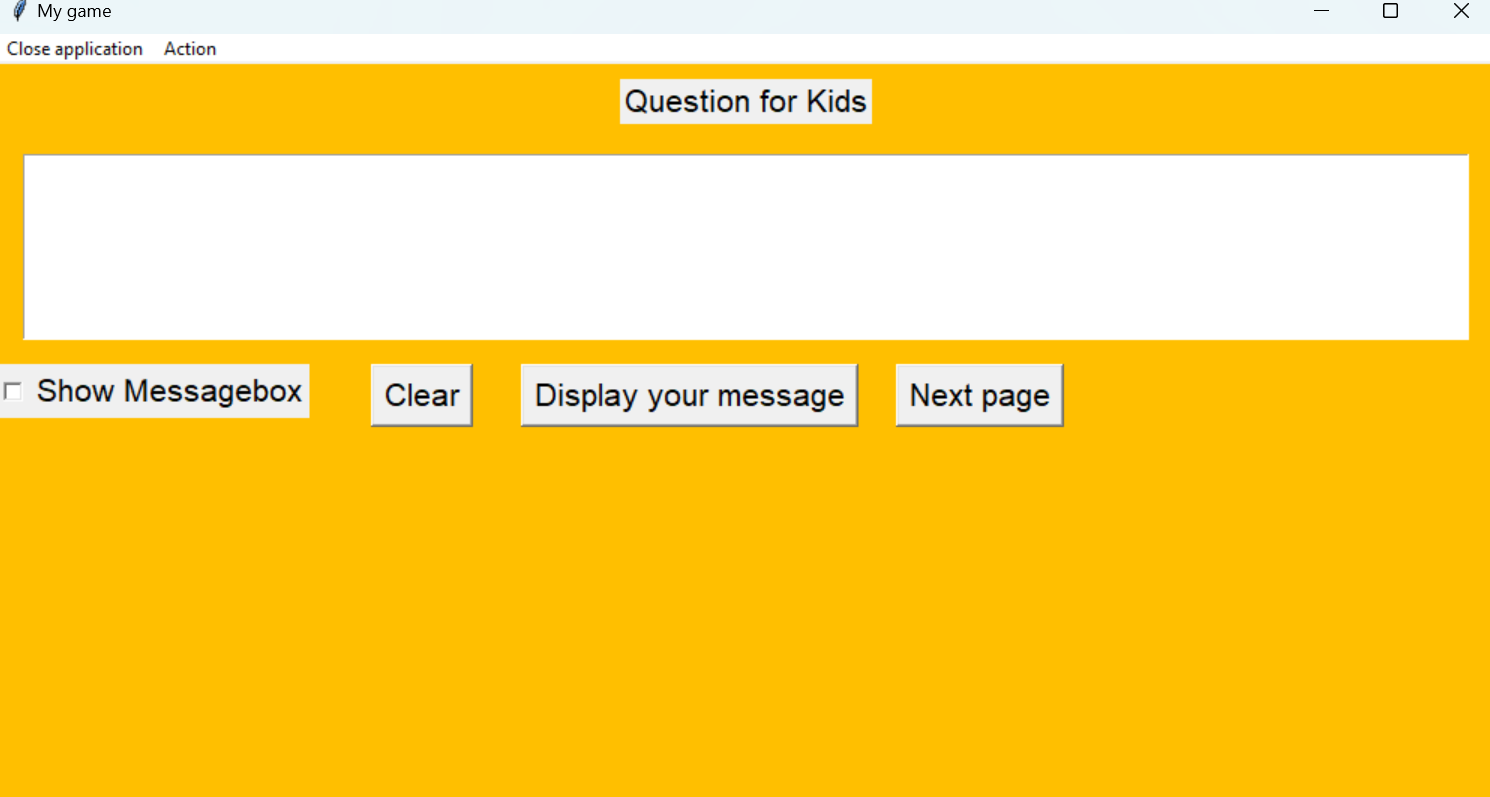 My game
Close application Action
Question for Kids
Show Messagebox Clear Display your message Next page